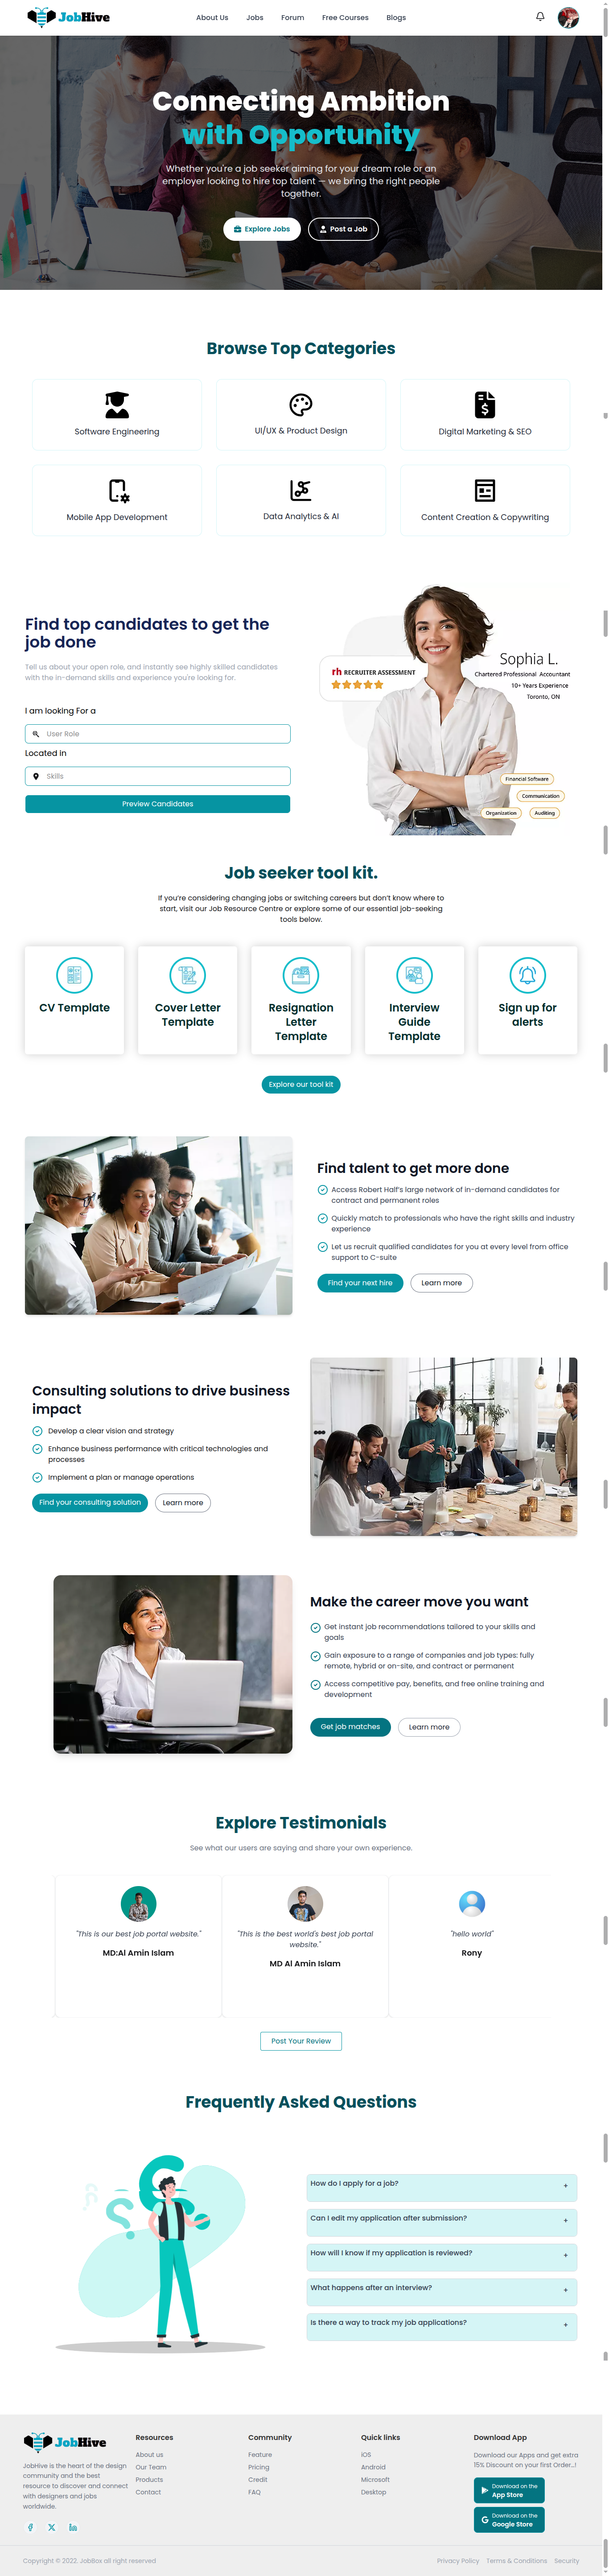 JobHive
About Us
Jobs
Forum
Free Courses
Blogs
Connecting Ambition
with Opportunity
Whether you're a job seeker aiming for your dream role or an
employer looking to hire top talent — we bring the right people
together.
Explore Jobs
Post a Job
Browse Top Categories
Software Engineering
UI/UX & Product Design
Digital Marketing & SEO
Mobile App Development
Data Analytics & AI
Content Creation & Copywriting
Find top candidates to get the
job done
Tell us about your open role, and instantly see highly skilled candidates
with the in-demand skills and experience you're looking for.
I am looking For a
User Role
Located in
Skills
Preview Candidates
rh RECRUITER ASSESSMENT
Sophia L.
Chartered Professional Accountant
10+ Years Experience
Toronto, ON
Financial Software
Communication
Organization
Auditing
Job seeker tool kit.
If you're considering changing jobs or switching careers but don't know where to
start, visit our Job Resource Centre or explore some of our essential job-seeking
tools below.
CV Template
Cover Letter
Template
Resignation
Letter
Template
Interview
Guide
Template
Sign up for
alerts
Explore our tool kit
Find talent to get more done
Access Robert Half's large network of in-demand candidates for
contract and permanent roles
Quickly match to professionals who have the right skills and industry
experience
Let us recruit qualified candidates for you at every level from office
support to C-suite
Find your next hire
Learn more
Consulting solutions to drive business
impact
Develop a clear vision and strategy
Enhance business performance with critical technologies and
processes
Implement a plan or manage operations
Find your consulting solution
Learn more
Make the career move you want
Get instant job recommendations tailored to your skills and
goals
Gain exposure to a range of companies and job types: fully
remote, hybrid or on-site, and contract or permanent
Access competitive pay, benefits, and free online training and
development
Get job matches
Learn more
Explore Testimonials
See what our users are saying and share your own experience.
"This is our best job portal website."
MD:Al Amin Islam
"This is the best world's best job portal
website."
MD Al Amin Islam
"hello world"
Rony
Post Your Review
Frequently Asked Questions
How do I apply for a job?
+
Can I edit my application after submission?
+
How will I know if my application is reviewed?
+
What happens after an interview?
+
Is there a way to track my job applications?
+
JobHive
JobHive is the heart of the design
community and the best
resource to discover and connect
with designers and jobs
worldwide.
Resources
About us
Our Team
Products
Contact
Community
Feature
Pricing
Credit
FAQ
Quick links
iOS
Android
Microsoft
Desktop
Download App
Download our Apps and get extra
15% Discount on your first Order...!
Download on the
App Store
Download on the
Google Store
Copyright © 2022. JobBox all right reserved
Privacy Policy
Terms & Conditions
Security